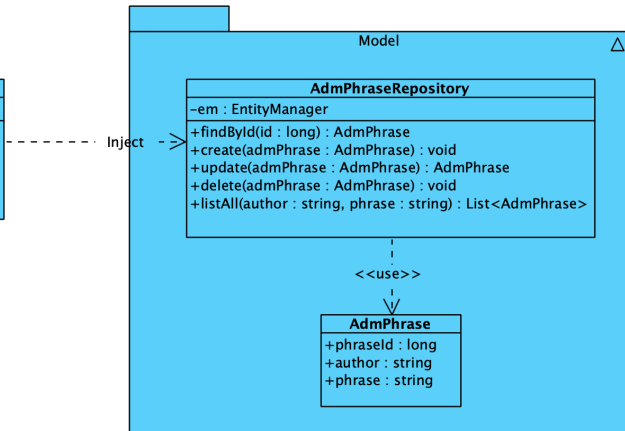 Model
AdmPhraseRepository
-em : EntityManager
+findById(id : long) : AdmPhrase
+create(admPhrase : AdmPhrase) : void
+update(admPhrase : AdmPhrase) : AdmPhrase
+delete(admPhrase : AdmPhrase) : void
+listAll(author : string, phrase : string) : List<AdmPhrase>
Inject
<<use>>
AdmPhrase
+phraseId : long
+author : string
+phrase : string